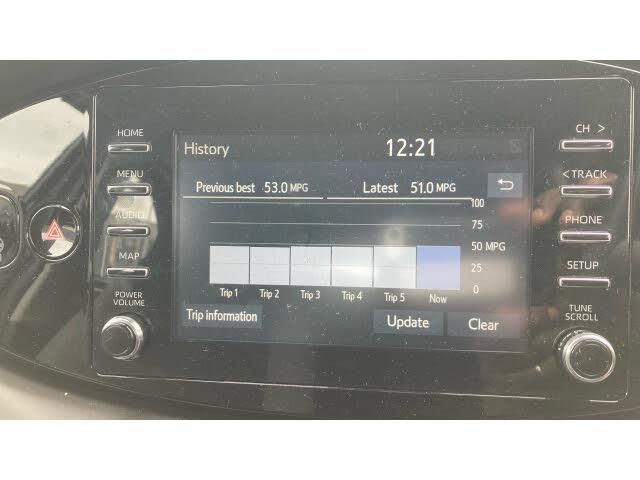 HOME
MENU
AUDIO
MAP
POWER
VOLUME
History 12:21
Previous best 53.0 MPG Latest 51.0 MPG
100
75
50 MPG
25
0
Trip 1 Trip 2 Trip 3 Trip 4 Trip 5 Now
Trip information Update Clear
CH >
< TRACK
PHONE
SETUP
TUNE
SCROLL